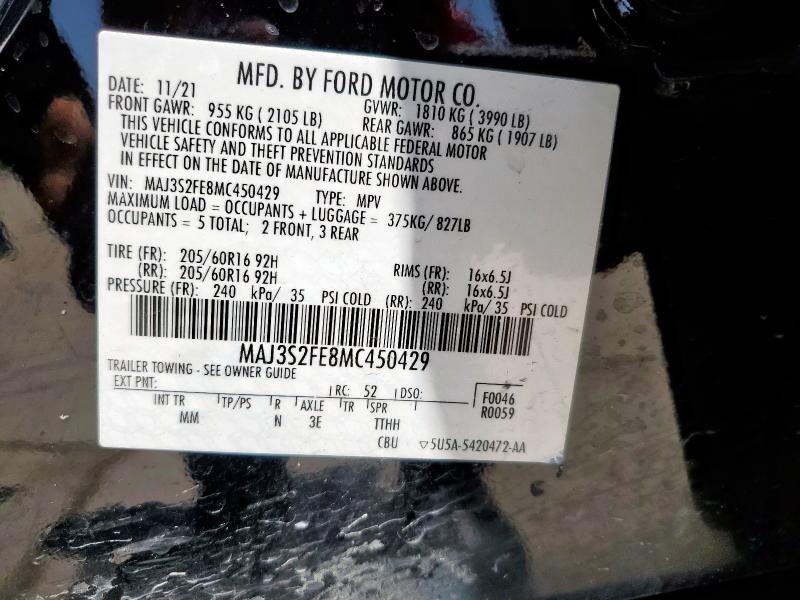 MFD. BY FORD MOTOR CO.
DATE: 11/21 GVWR: 1810 KG ( 3990 LB)
FRONT GAWR: 955 KG ( 2105 LB) REAR GAWR: 865 KG ( 1907 LB)
THIS VEHICLE CONFORMS TO ALL APPLICABLE FEDERAL MOTOR
VEHICLE SAFETY AND THEFT PREVENTION STANDARDS
IN EFFECT ON THE DATE OF MANUFACTURE SHOWN ABOVE.
VIN: MAJ3S2FE8MC450429 TYPE: MPV
MAXIMUM LOAD = OCCUPANTS + LUGGAGE = 375KG/ 827LB
OCCUPANTS = 5 TOTAL; 2 FRONT, 3 REAR
TIRE (FR): 205/60R16 92H RIMS (FR): 16x6.5J
(RR): 205/60R16 92H (RR): 16x6.5J
PRESSURE (FR): 240 kPa/ 35 PSI COLD (RR): 240 kPa/ 35 PSI COLD
MAJ3S2FE8MC450429
TRAILER TOWING - SEE OWNER GUIDE
EXT PNT: RC: 52 DSO: F0046
INT TR TP/PS R AXLE TR SPR R0059
MM N 3E TTHH
CBU ▽5U5A-5420472-AA